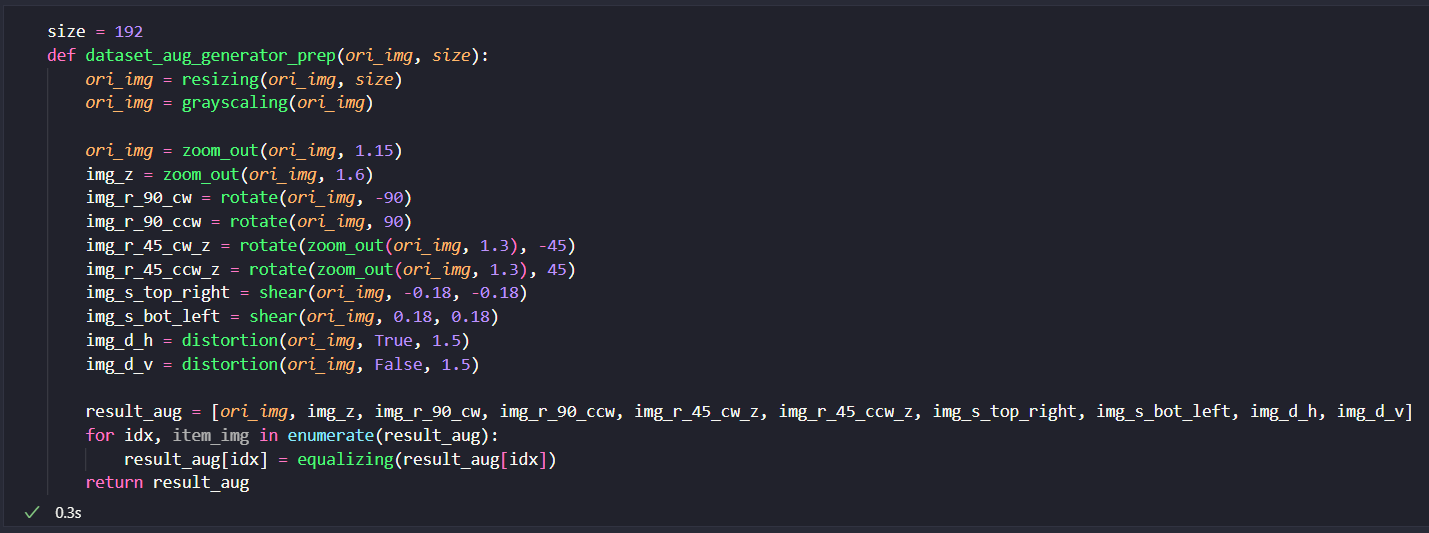 size = 192
def dataset_aug_generator_prep(ori_img, size):
    ori_img = resizing(ori_img, size)
    ori_img = grayscaling(ori_img)

    ori_img = zoom_out(ori_img, 1.15)
    img_z = zoom_out(ori_img, 1.6)
    img_r_90_cw = rotate(ori_img, -90)
    img_r_90_ccw = rotate(ori_img, 90)
    img_r_45_cw_z = rotate(zoom_out(ori_img, 1.3), -45)
    img_r_45_ccw_z = rotate(zoom_out(ori_img, 1.3), 45)
    img_s_top_right = shear(ori_img, -0.18, -0.18)
    img_s_bot_left = shear(ori_img, 0.18, 0.18)
    img_d_h = distortion(ori_img, True, 1.5)
    img_d_v = distortion(ori_img, False, 1.5)

    result_aug = [ori_img, img_z, img_r_90_cw, img_r_90_ccw, img_r_45_cw_z, img_r_45_ccw_z, img_s_top_right, img_s_bot_left, img_d_h, img_d_v]
    for idx, item_img in enumerate(result_aug):
        result_aug[idx] = equalizing(result_aug[idx])
    return result_aug
0.3s